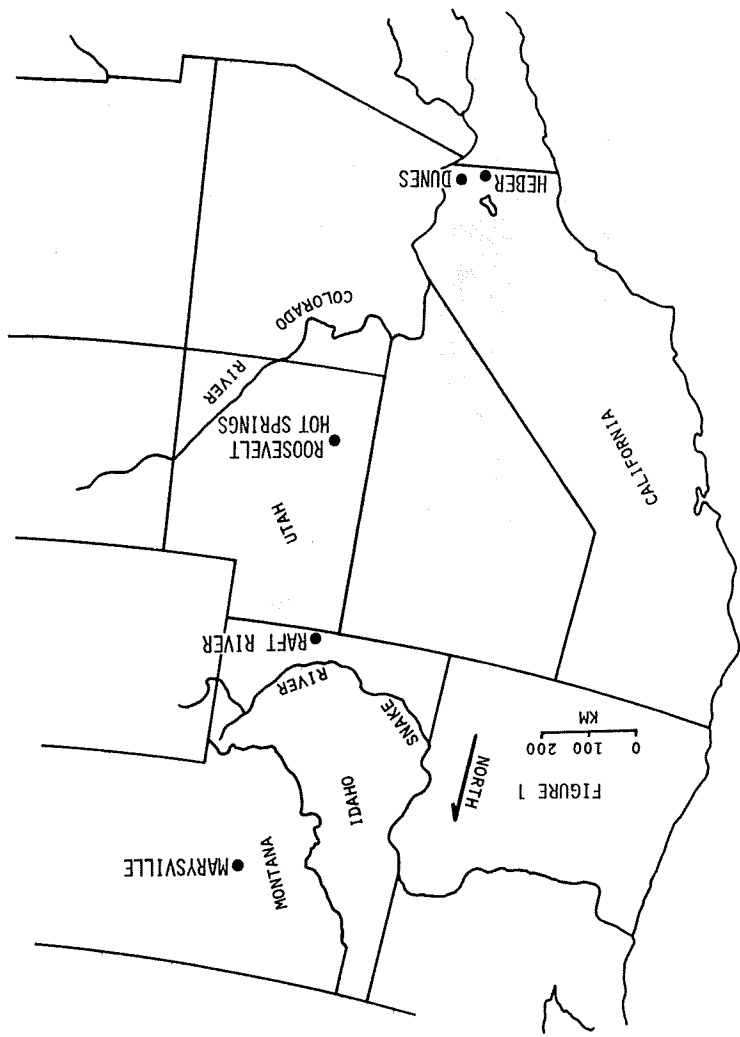 MARYSVILLE
MONTANA
IDAHO
FIGURE 1
NORTH
0 100 200
KM
SNAKE
RIVER
RAFT RIVER
UTAH
ROOSEVELT
HOT SPRINGS
CALIFORNIA
COLORADO
RIVER
HEBER
DUNES